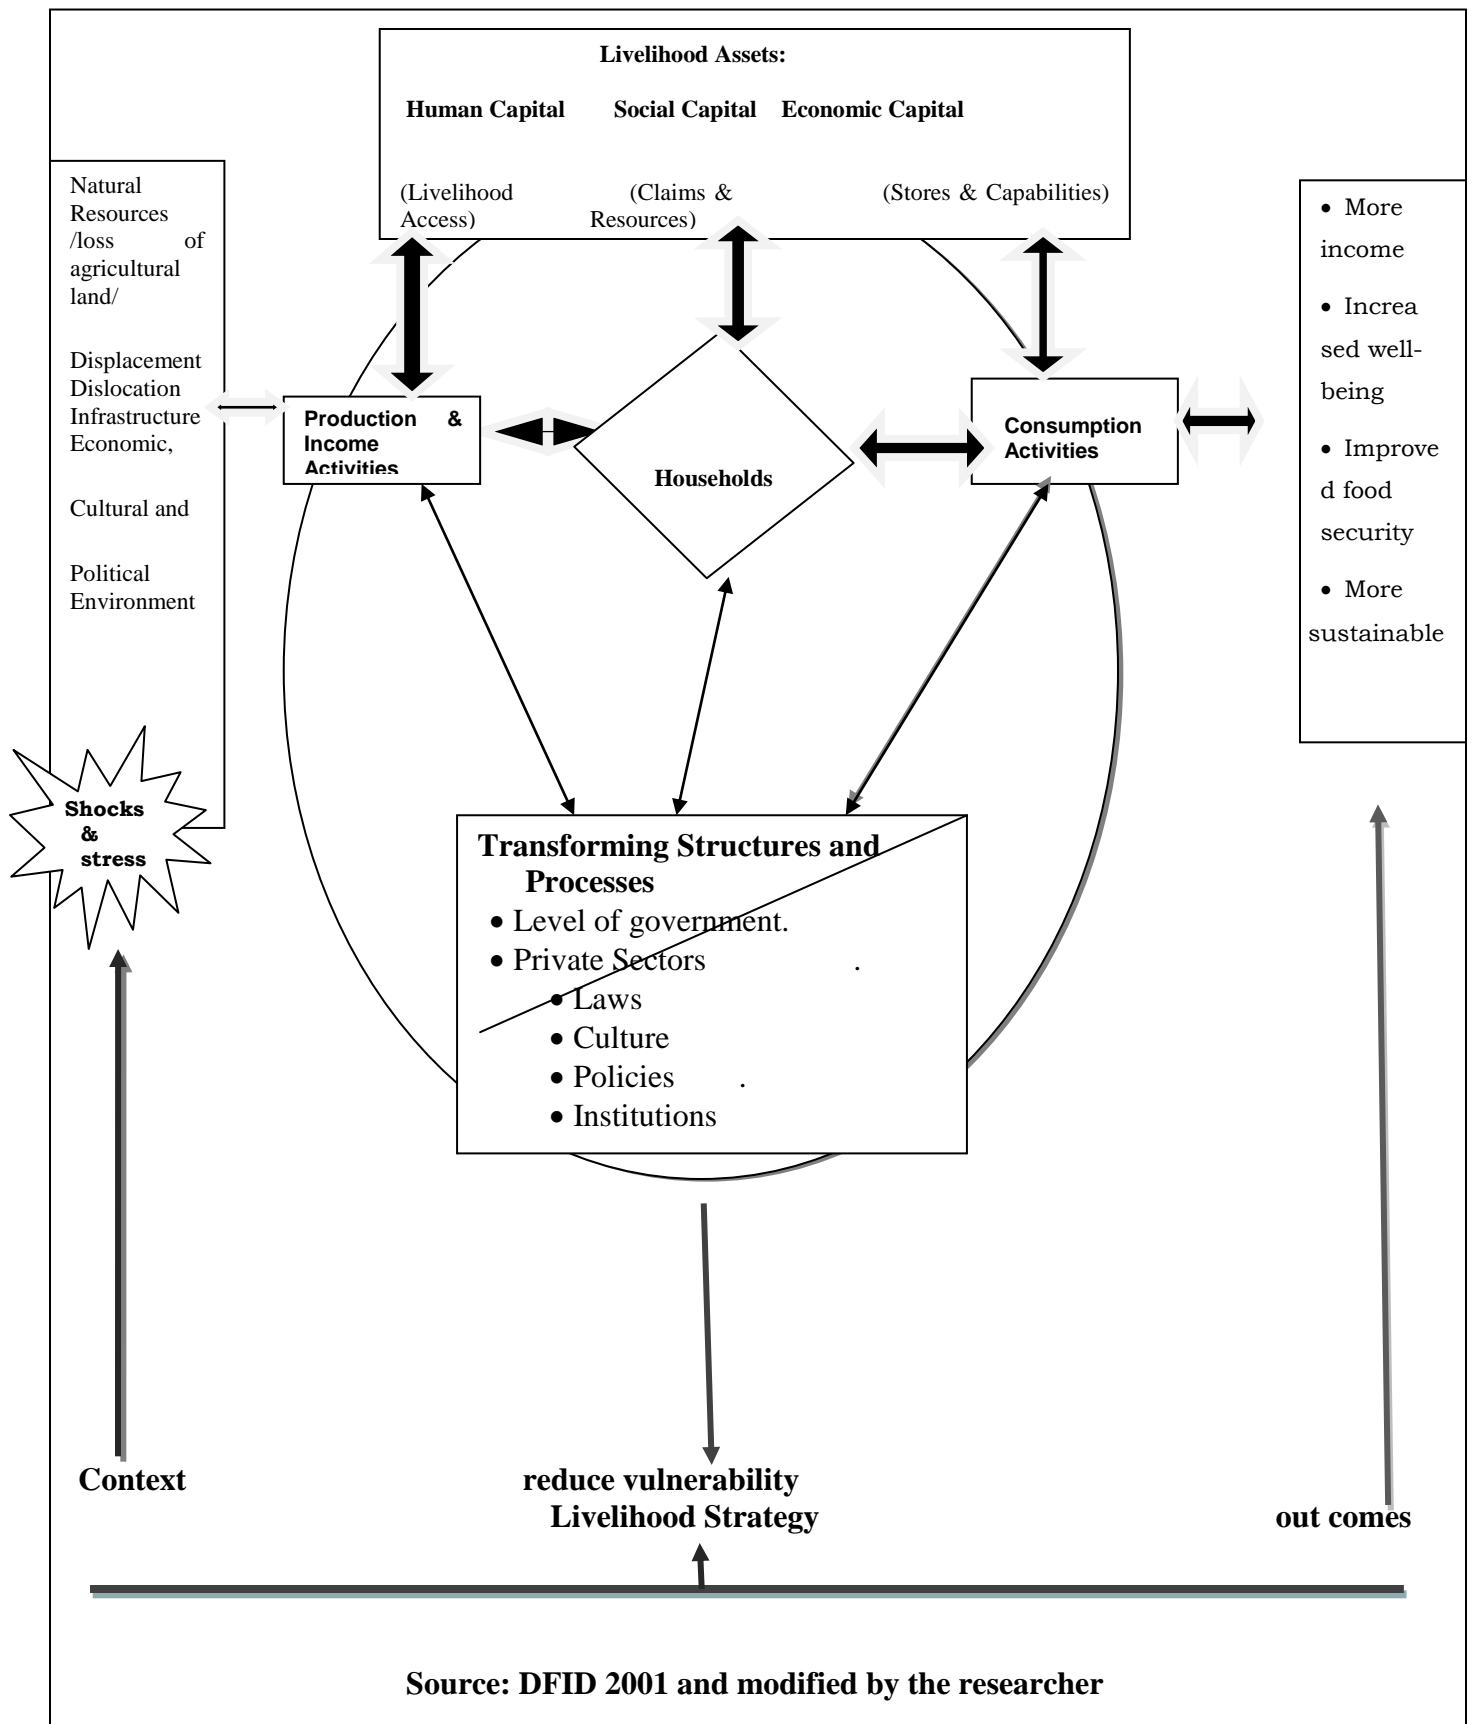 Livelihood Assets:
Human Capital Social Capital Economic Capital
(Livelihood (Claims & (Stores & Capabilities)
Access) Resources)
Natural
Resources
/loss of
agricultural
land/
Displacement
Dislocation
Infrastructure
Economic,
Cultural and
Political
Environment
Shocks
&
stress
Production &
Income
Activities
Households
Consumption
Activities
• More
income
• Increa
sed well-
being
• Improve
d food
security
• More
sustainable
Transforming Structures and
Processes
• Level of government.
• Private Sectors .
• Laws
• Culture
• Policies .
• Institutions
Context
reduce vulnerability
Livelihood Strategy
out comes
Source: DFID 2001 and modified by the researcher